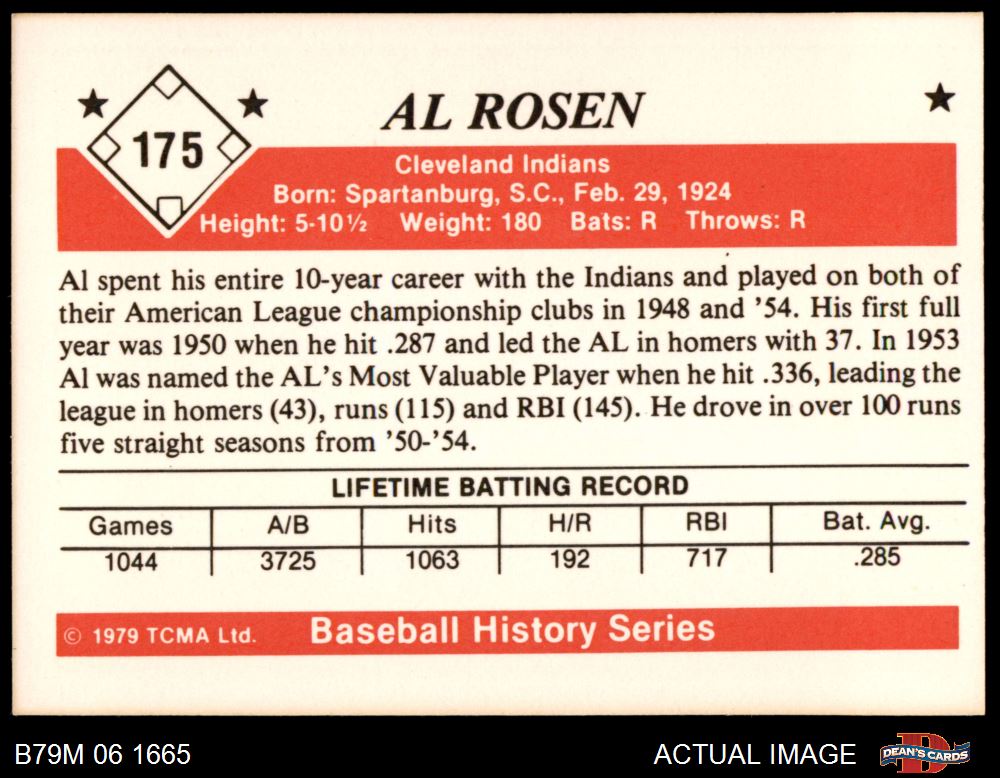 175
AL ROSEN
Cleveland Indians
Born: Spartanburg, S.C., Feb. 29, 1924
Height: 5-10½ Weight: 180 Bats: R Throws: R
Al spent his entire 10-year career with the Indians and played on both of
their American League championship clubs in 1948 and '54. His first full
year was 1950 when he hit .287 and led the AL in homers with 37. In 1953
Al was named the AL's Most Valuable Player when he hit .336, leading the
league in homers (43), runs (115) and RBI (145). He drove in over 100 runs
five straight seasons from '50-'54.
LIFETIME BATTING RECORD
Games A/B Hits H/R RBI Bat. Avg.
1044 3725 1063 192 717 .285
© 1979 TCMA Ltd. Baseball History Series
B79M 06 1665 ACTUAL IMAGE DEAN'S CARDS